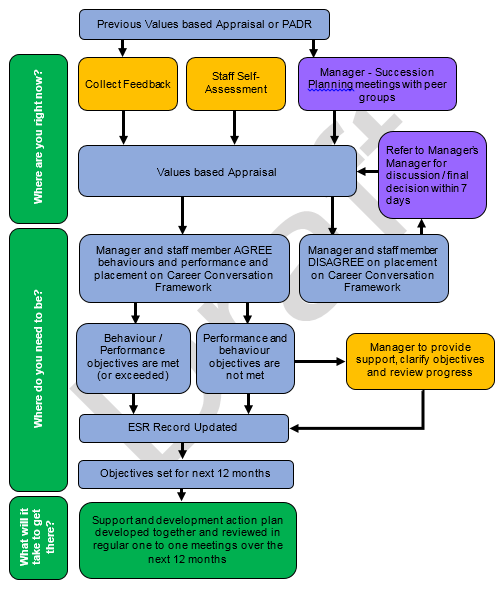 Previous Values based Appraisal or PADR
Where are you right now?
Collect Feedback
Staff Self-
Assessment
Manager - Succession
Planning meetings with peer
groups
Values based Appraisal
Refer to Manager's
Manager for
discussion / final
decision within 7
days
Where do you need to be?
Manager and staff member AGREE
behaviours and performance and
placement on Career Conversation
Framework
Manager and staff member
DISAGREE on placement
on Career Conversation
Framework
Behaviour /
Performance
objectives are met
(or exceeded)
Performance and
behaviour
objectives are
not met
Manager to provide
support, clarify objectives
and review progress
ESR Record Updated
Objectives set for next 12 months
What will it
take to get
there?
Support and development action plan
developed together and reviewed in
regular one to one meetings over the
next 12 months
Draft